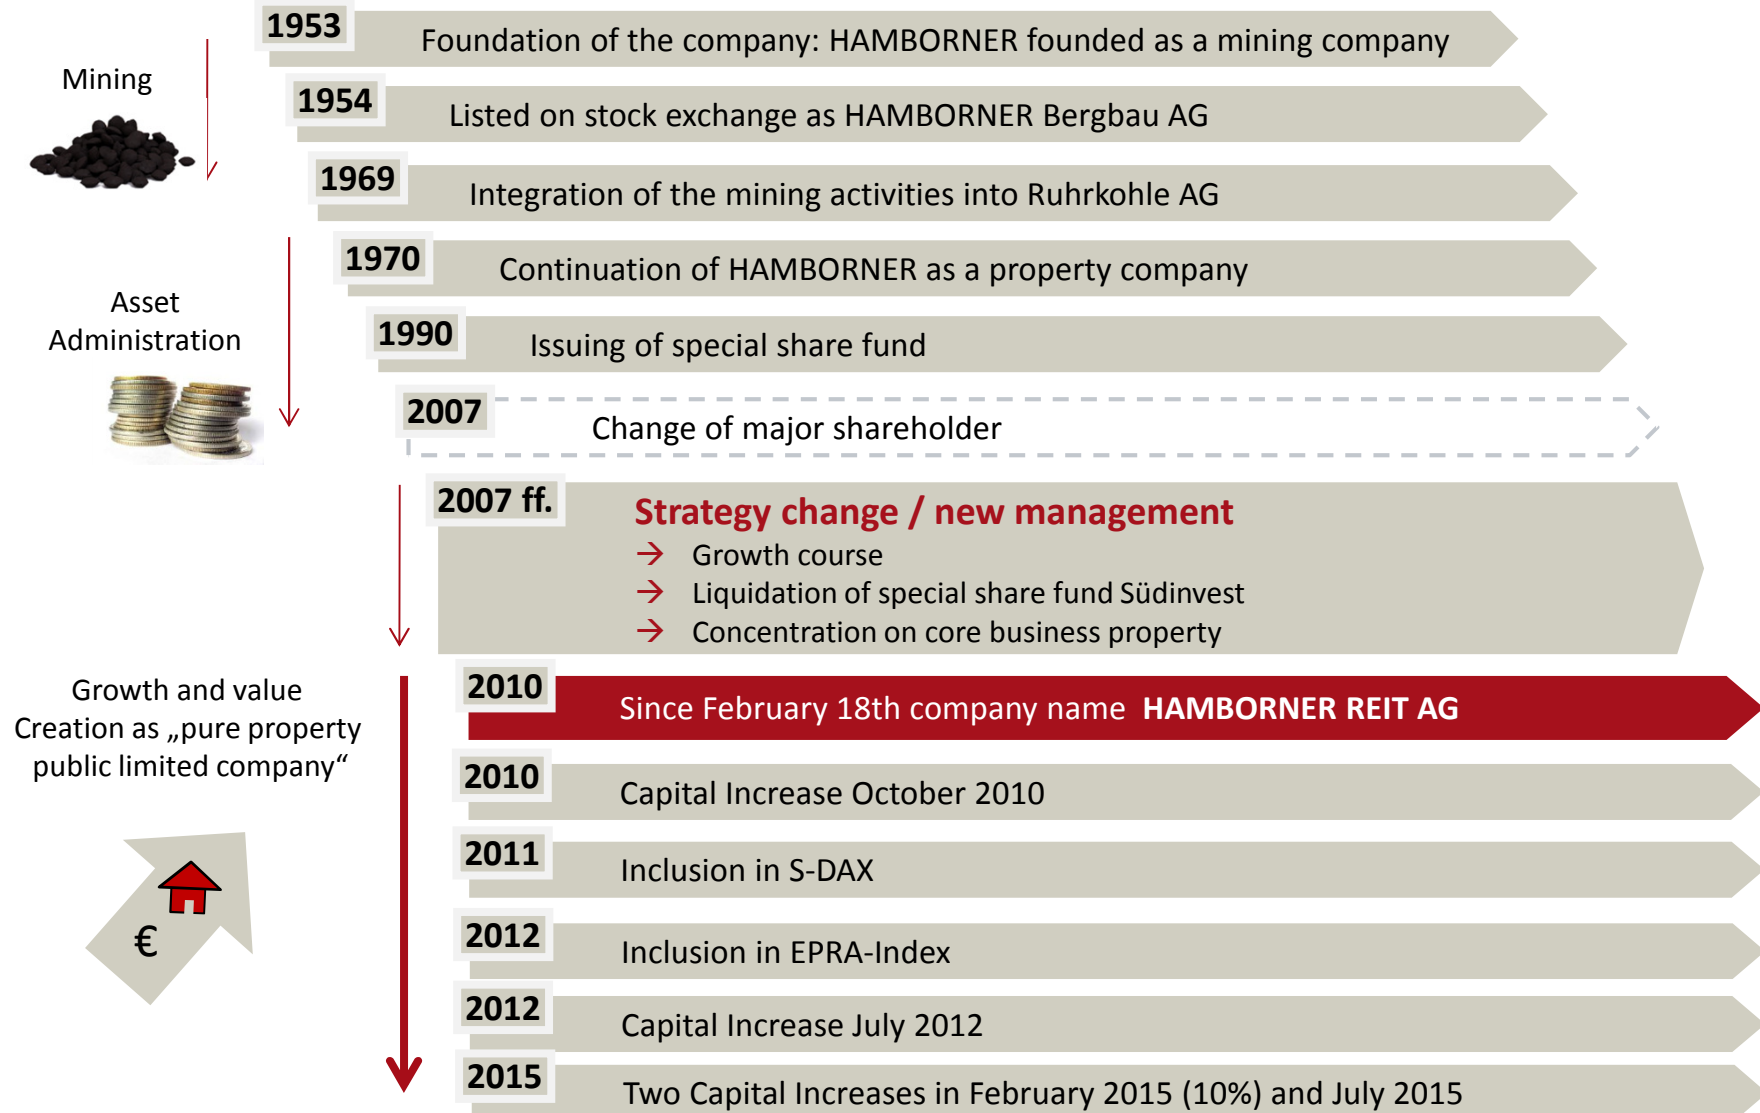 1953
Foundation of the company: HAMBORNER founded as a mining company
Mining
1954
Listed on stock exchange as HAMBORNER Bergbau AG
1969
Integration of the mining activities into Ruhrkohle AG
1970
Continuation of HAMBORNER as a property company
Asset
Administration
1990
Issuing of special share fund
2007
Change of major shareholder
2007 ff.
Strategy change / new management
→ Growth course
→ Liquidation of special share fund Südinvest
→ Concentration on core business property
Growth and value
Creation as „pure property
public limited company“
2010
Since February 18th company name HAMBORNER REIT AG
2010
Capital Increase October 2010
2011
Inclusion in S-DAX
€
2012
Inclusion in EPRA-Index
2012
Capital Increase July 2012
2015
Two Capital Increases in February 2015 (10%) and July 2015